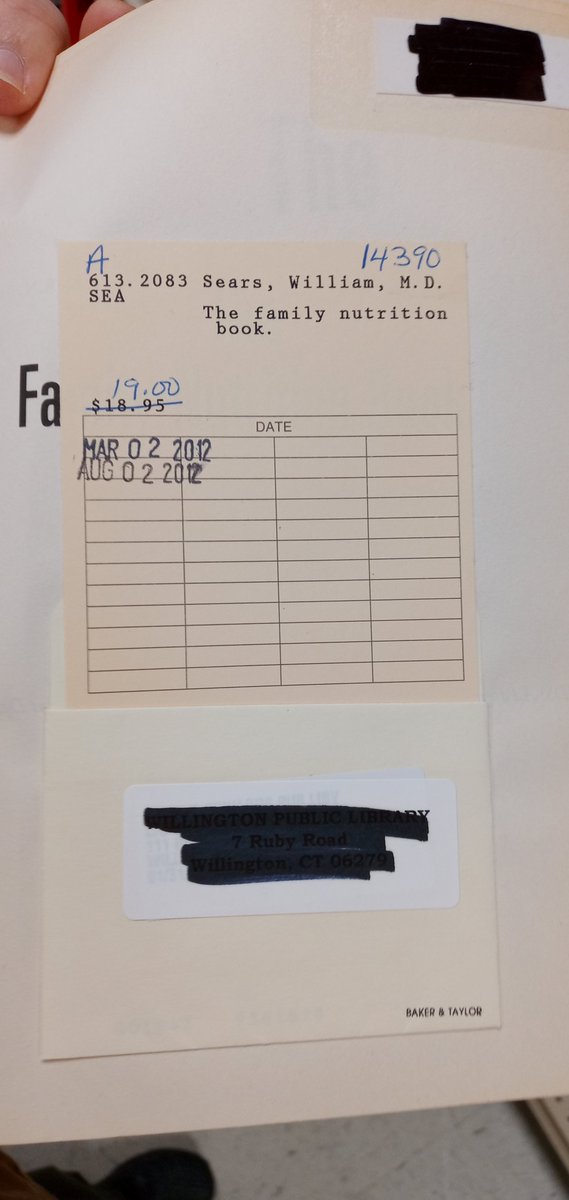 A 14390
613.2083 Sears, William, M.D.
SEA
The family nutrition
book.
19.00
$18.95
Fa
DATE
MAR 02 2012
AUG 02 2012
WILLINGTON PUBLIC LIBRARY
7 Ruby Road
Willington, CT 06279
BAKER & TAYLOR